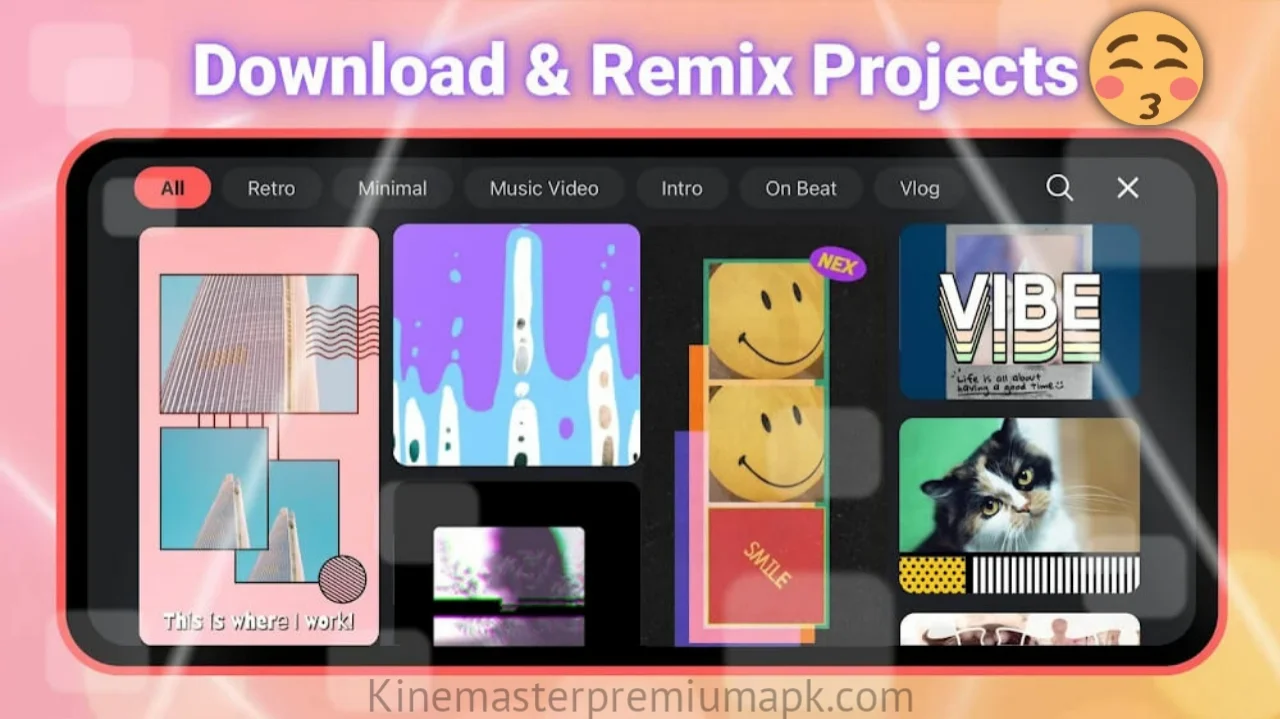 Download & Remix Projects
All Retro Minimal Music Video Intro On Beat Vlog
This is where I work!
NEX
SMILE
VIBE
Life is all about
having a good time
Kinemasterpremiumapk.com